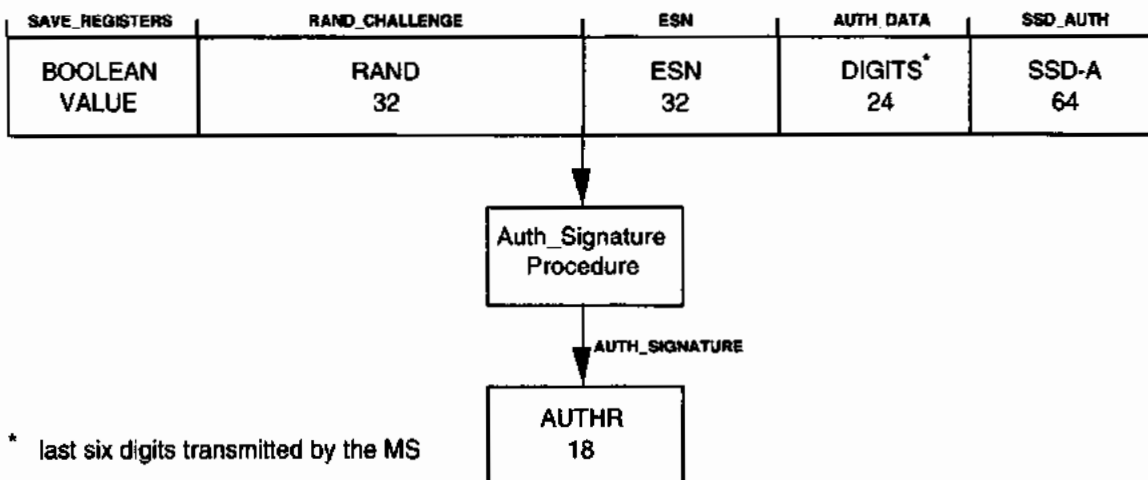 SAVE_REGISTERS RAND_CHALLENGE ESN AUTH_DATA SSD_AUTH
BOOLEAN RAND ESN DIGITS* SSD-A
VALUE 32 32 24 64
Auth_Signature
Procedure
AUTH_SIGNATURE
AUTHR
18
* last six digits transmitted by the MS